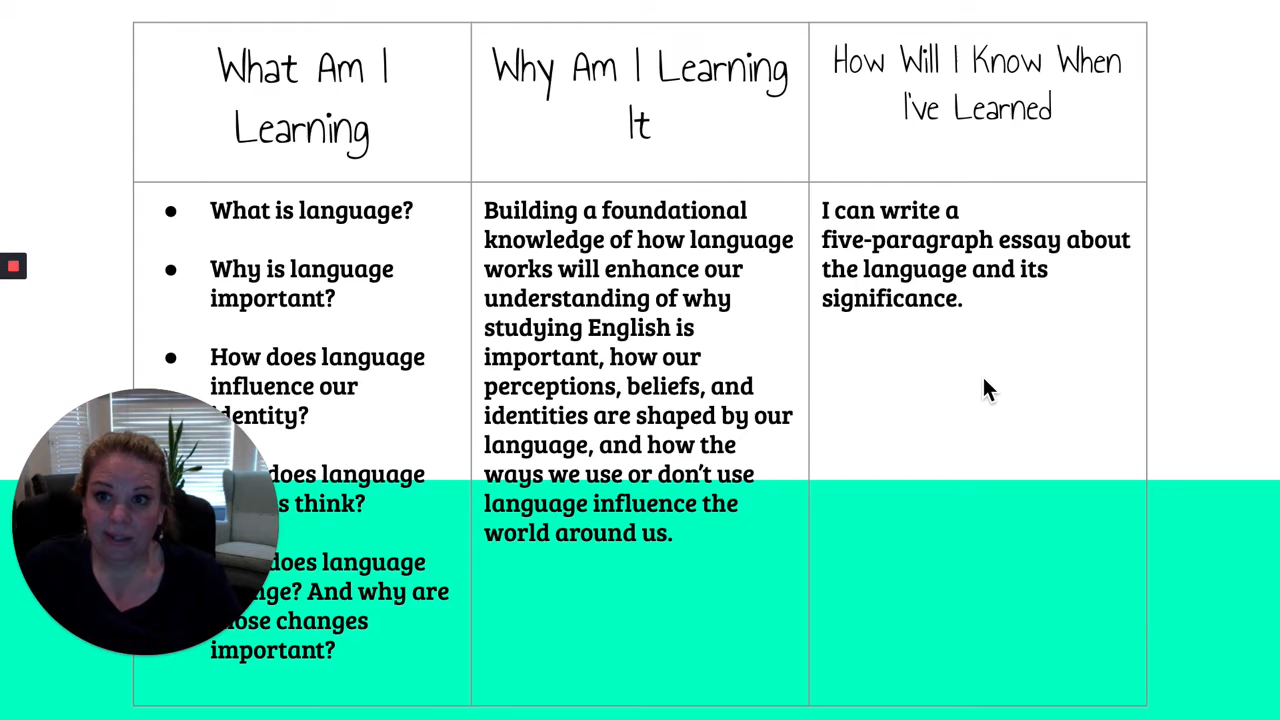 What Am I
Learning
Why Am I Learning
It
How Will I Know When
I've Learned
● What is language?
● Why is language
important?
● How does language
influence our
identity?
does language
think?
does language
And why are
those changes
important?
Building a foundational
knowledge of how language
works will enhance our
understanding of why
studying English is
important, how our
perceptions, beliefs, and
identities are shaped by our
language, and how the
ways we use or don't use
language influence the
world around us.
I can write a
five-paragraph essay about
the language and its
significance.